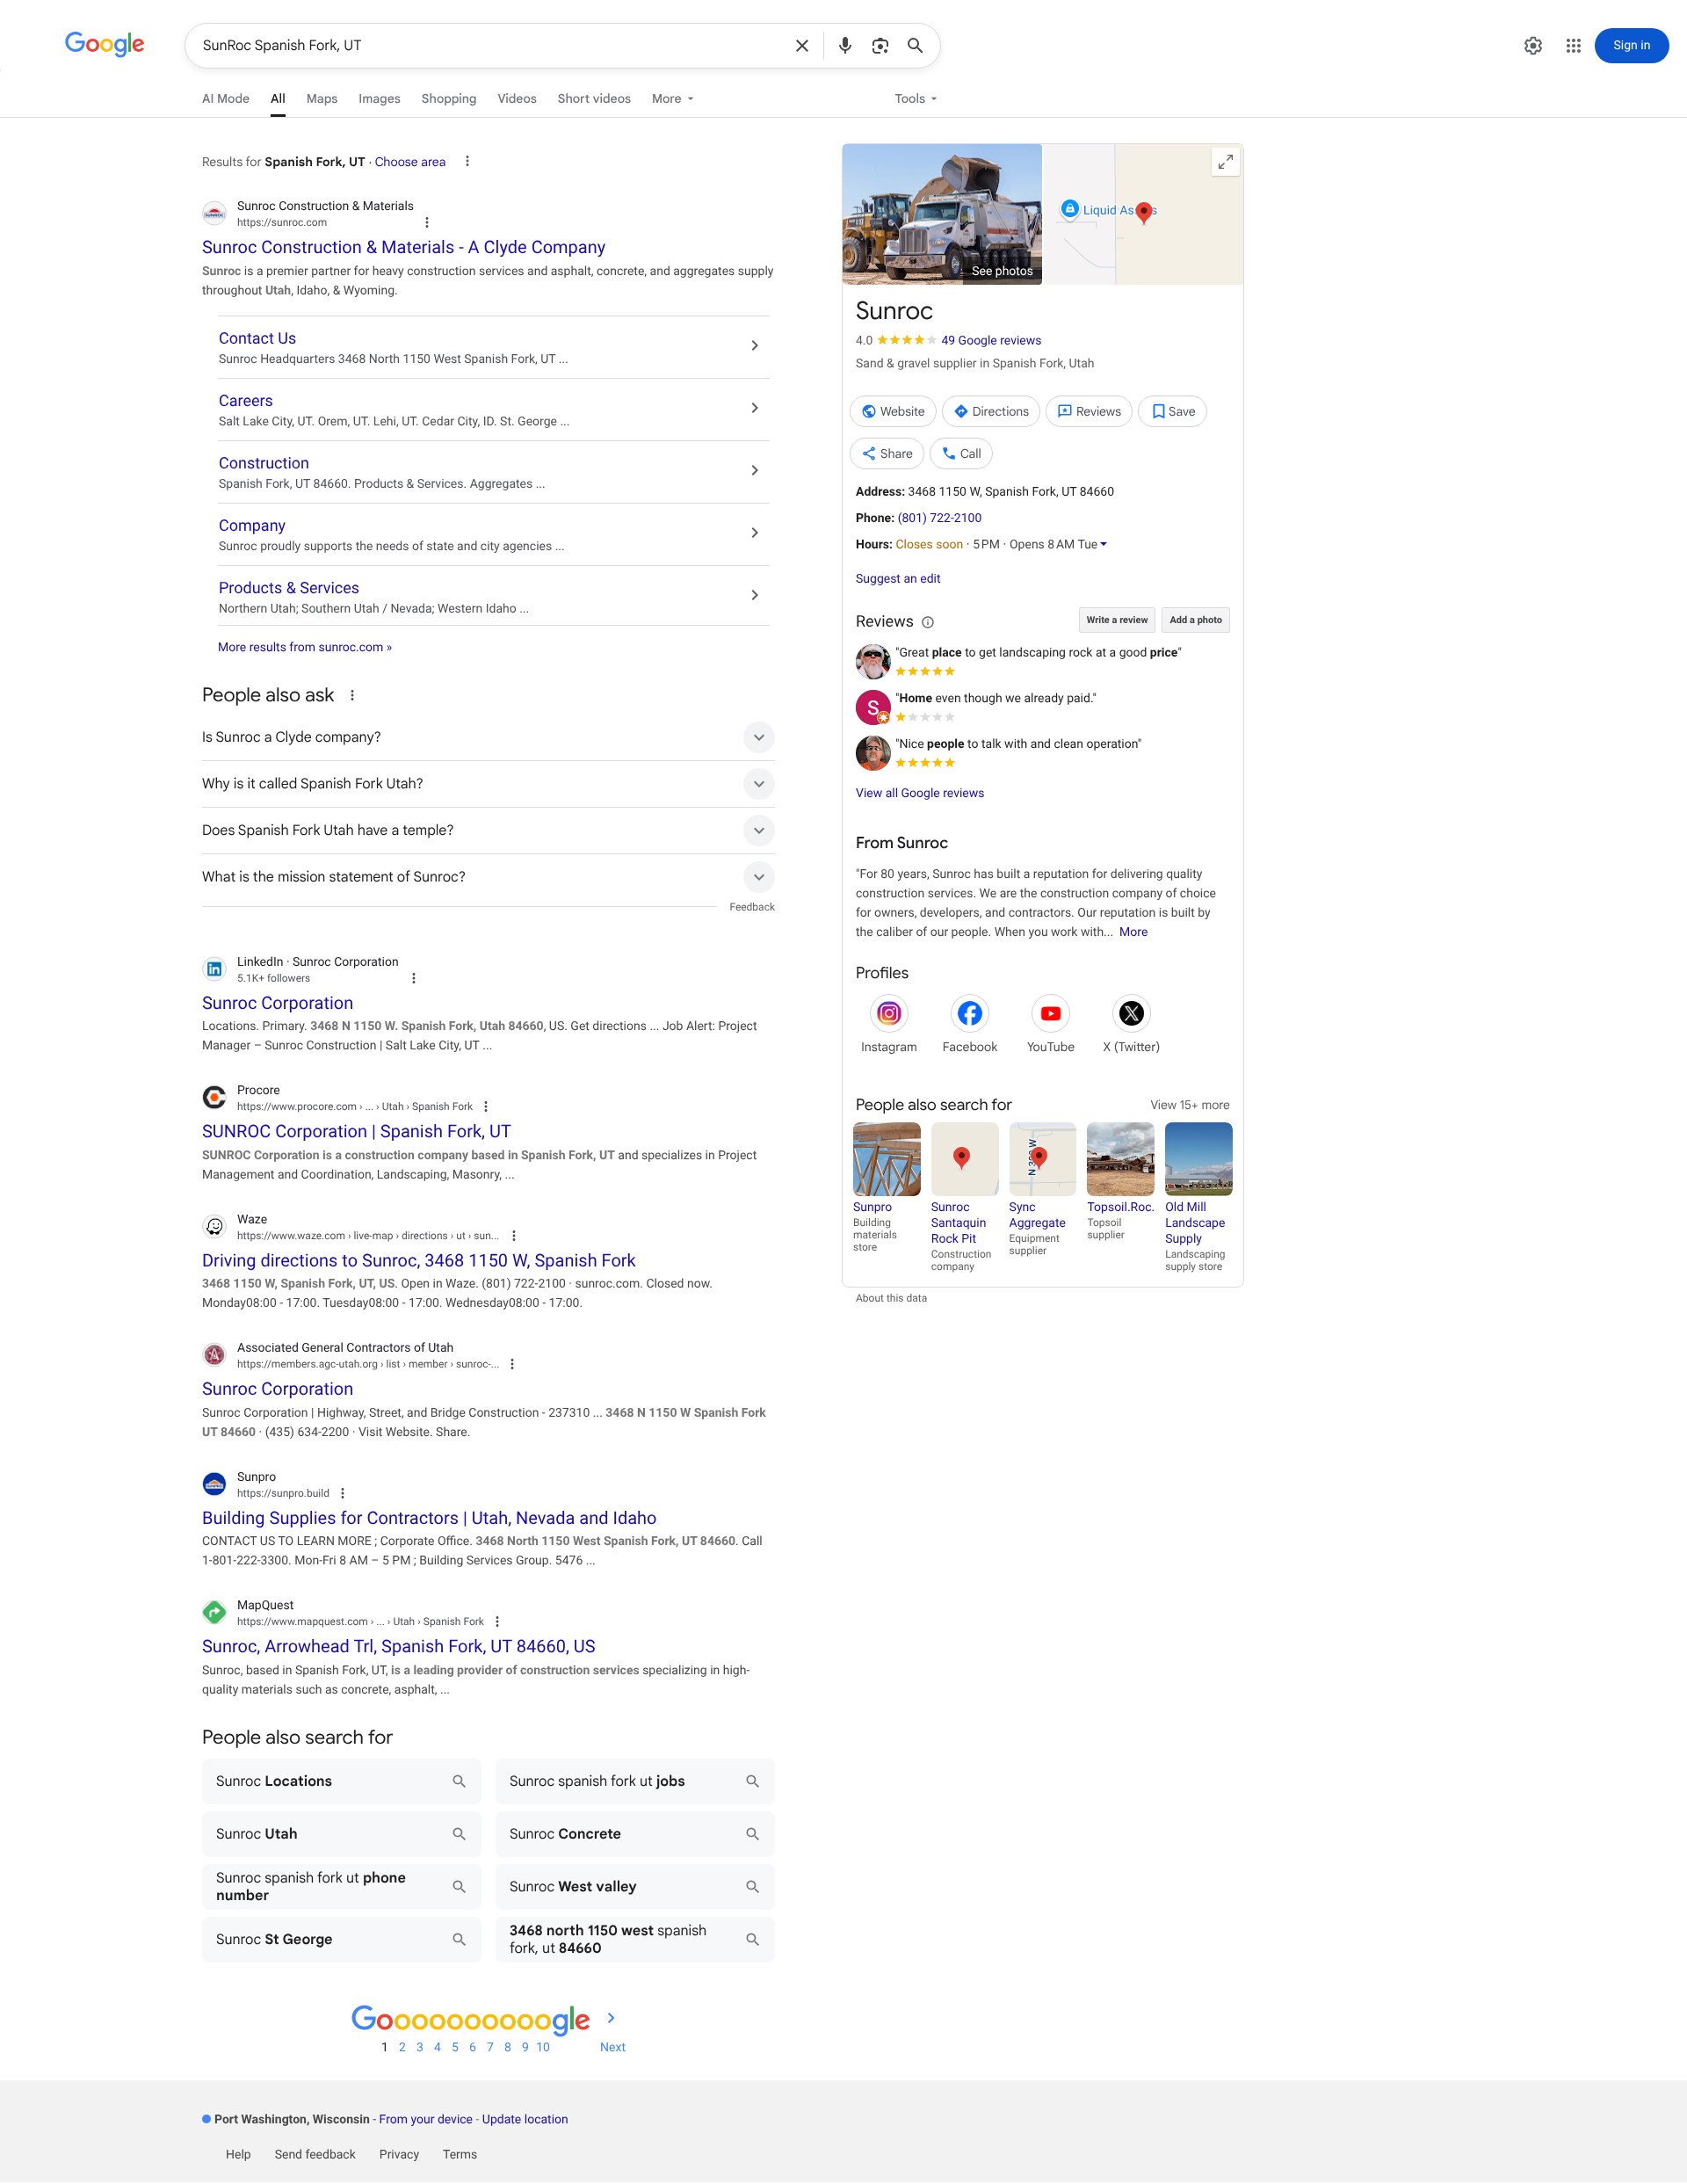 Google
SunRoc Spanish Fork, UT
Sign in
AI Mode
All
Maps
Images
Shopping
Videos
Short videos
More
Tools
Results for Spanish Fork, UT · Choose area
Sunroc Construction & Materials
https://sunroc.com
Sunroc Construction & Materials - A Clyde Company
Sunroc is a premier partner for heavy construction services and asphalt, concrete, and aggregates supply
throughout Utah, Idaho, & Wyoming.
Contact Us
Sunroc Headquarters 3468 North 1150 West Spanish Fork, UT ...
Careers
Salt Lake City, UT. Orem, UT. Lehi, UT. Cedar City, ID. St. George ...
Construction
Spanish Fork, UT 84660. Products & Services. Aggregates ...
Company
Sunroc proudly supports the needs of state and city agencies ...
Products & Services
Northern Utah; Southern Utah / Nevada; Western Idaho ...
More results from sunroc.com »
People also ask
Is Sunroc a Clyde company?
Why is it called Spanish Fork Utah?
Does Spanish Fork Utah have a temple?
What is the mission statement of Sunroc?
Feedback
LinkedIn · Sunroc Corporation
5.1K+ followers
Sunroc Corporation
Locations. Primary. 3468 N 1150 W. Spanish Fork, Utah 84660, US. Get directions ... Job Alert: Project
Manager – Sunroc Construction | Salt Lake City, UT ...
Procore
https://www.procore.com › ... › Utah › Spanish Fork
SUNROC Corporation | Spanish Fork, UT
SUNROC Corporation is a construction company based in Spanish Fork, UT and specializes in Project
Management and Coordination, Landscaping, Masonry, ...
Waze
https://www.waze.com › live-map › directions › ut › sun...
Driving directions to Sunroc, 3468 1150 W, Spanish Fork
3468 1150 W, Spanish Fork, UT, US. Open in Waze. (801) 722-2100 · sunroc.com. Closed now.
Monday08:00 - 17:00. Tuesday08:00 - 17:00. Wednesday08:00 - 17:00.
Associated General Contractors of Utah
https://members.agc-utah.org › list › member › sunroc-...
Sunroc Corporation
Sunroc Corporation | Highway, Street, and Bridge Construction - 237310 ... 3468 N 1150 W Spanish Fork
UT 84660 · (435) 634-2200 · Visit Website. Share.
Sunpro
https://sunpro.build
Building Supplies for Contractors | Utah, Nevada and Idaho
CONTACT US TO LEARN MORE ; Corporate Office. 3468 North 1150 West Spanish Fork, UT 84660. Call
1-801-222-3300. Mon-Fri 8 AM – 5 PM ; Building Services Group. 5476 ...
MapQuest
https://www.mapquest.com › ... › Utah › Spanish Fork
Sunroc, Arrowhead Trl, Spanish Fork, UT 84660, US
Sunroc, based in Spanish Fork, UT, is a leading provider of construction services specializing in high-
quality materials such as concrete, asphalt, ...
People also search for
Sunroc Locations
Sunroc spanish fork ut jobs
Sunroc Utah
Sunroc Concrete
Sunroc spanish fork ut phone
number
Sunroc West valley
Sunroc St George
3468 north 1150 west spanish
fork, ut 84660
Goooooooooogle
1 2 3 4 5 6 7 8 9 10
Next
See photos
Liquid As
s
Sunroc
4.0 49 Google reviews
Sand & gravel supplier in Spanish Fork, Utah
Website
Directions
Reviews
Save
Share
Call
Address: 3468 1150 W, Spanish Fork, UT 84660
Phone: (801) 722-2100
Hours: Closes soon · 5 PM · Opens 8 AM Tue
Suggest an edit
Reviews
Write a review
Add a photo
"Great place to get landscaping rock at a good price"
S
"Home even though we already paid."
"Nice people to talk with and clean operation"
View all Google reviews
From Sunroc
"For 80 years, Sunroc has built a reputation for delivering quality
construction services. We are the construction company of choice
for owners, developers, and contractors. Our reputation is built by
the caliber of our people. When you work with... More
Profiles
Instagram
Facebook
YouTube
X (Twitter)
People also search for
View 15+ more
Sunpro
Building
materials
store
Sunroc
Santaquin
Rock Pit
Construction
company
Sync
Aggregate
Equipment
supplier
Topsoil.Roc.
Topsoil
supplier
Old Mill
Landscape
Supply
Landscaping
supply store
About this data
Port Washington, Wisconsin - From your device - Update location
Help
Send feedback
Privacy
Terms